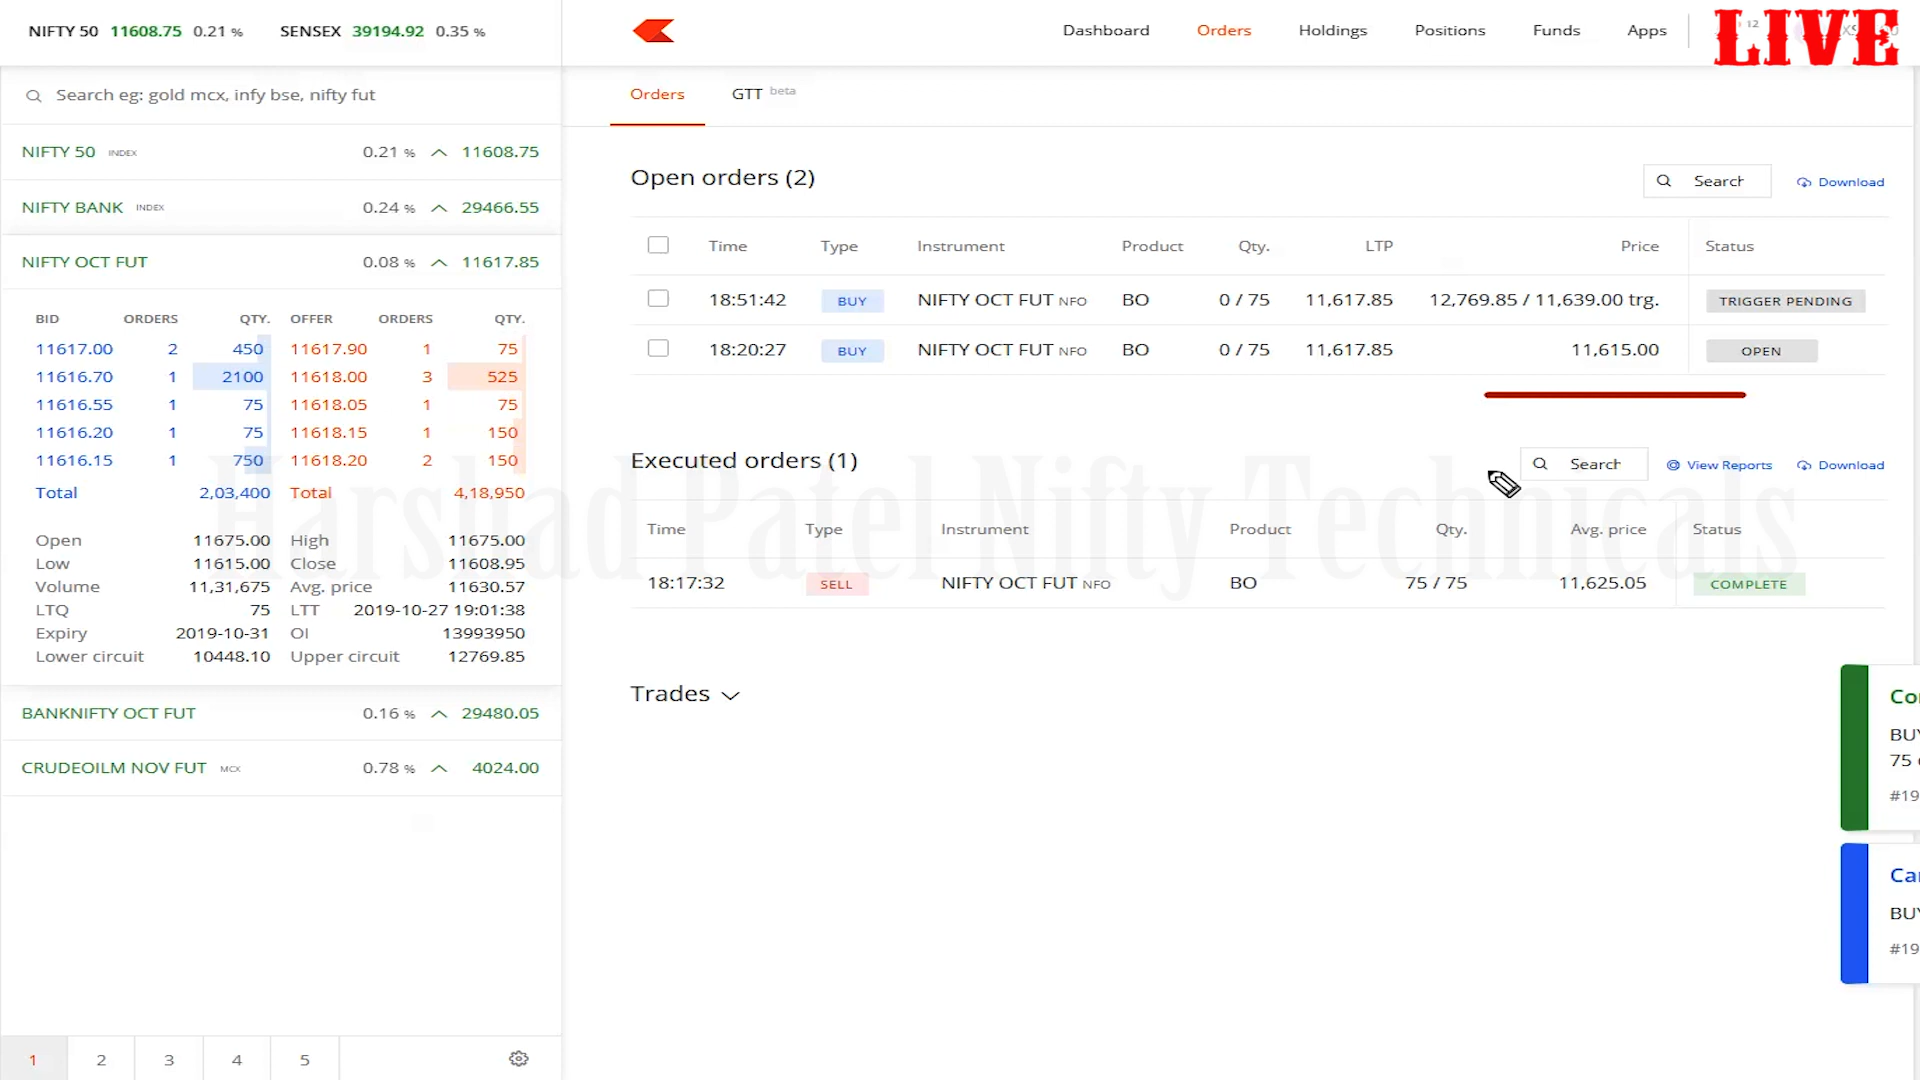 NIFTY 50 11608.75 0.21 % SENSEX 39194.92 0.35 %
Dashboard Orders Holdings Positions Funds Apps
12
LIVE
Search eg: gold mcx, infy bse, nifty fut
Orders GTT beta
NIFTY 50 INDEX 0.21 % 11608.75
NIFTY BANK INDEX 0.24 % 29466.55
NIFTY OCT FUT 0.08 % 11617.85
BID ORDERS QTY. OFFER ORDERS QTY.
11617.00 2 450 11617.90 1 75
11616.70 1 2100 11618.00 3 525
11616.55 1 75 11618.05 1 75
11616.20 1 75 11618.15 1 150
11616.15 1 750 11618.20 2 150
Total 2,03,400 Total 4,18,950
Open 11675.00 High 11675.00
Low 11615.00 Close 11608.95
Volume 11,31,675 Avg. price 11630.57
LTQ 75 LTT 2019-10-27 19:01:38
Expiry 2019-10-31 OI 13993950
Lower circuit 10448.10 Upper circuit 12769.85
BANKNIFTY OCT FUT 0.16 % 29480.05
CRUDEOILM NOV FUT MCX 0.78 % 4024.00
1 2 3 4 5
Open orders (2) Search Download
Time Type Instrument Product Qty. LTP Price Status
18:51:42 BUY NIFTY OCT FUT NFO BO 0 / 75 11,617.85 12,769.85 / 11,639.00 trg. TRIGGER PENDING
18:20:27 BUY NIFTY OCT FUT NFO BO 0 / 75 11,617.85 11,615.00 OPEN
Executed orders (1) Search View Reports Download
Harshad Patel Nifty Technicals
Time Type Instrument Product Qty. Avg. price Status
18:17:32 SELL NIFTY OCT FUT NFO BO 75 / 75 11,625.05 COMPLETE
Trades
BUY
75
#19
BUY
#19